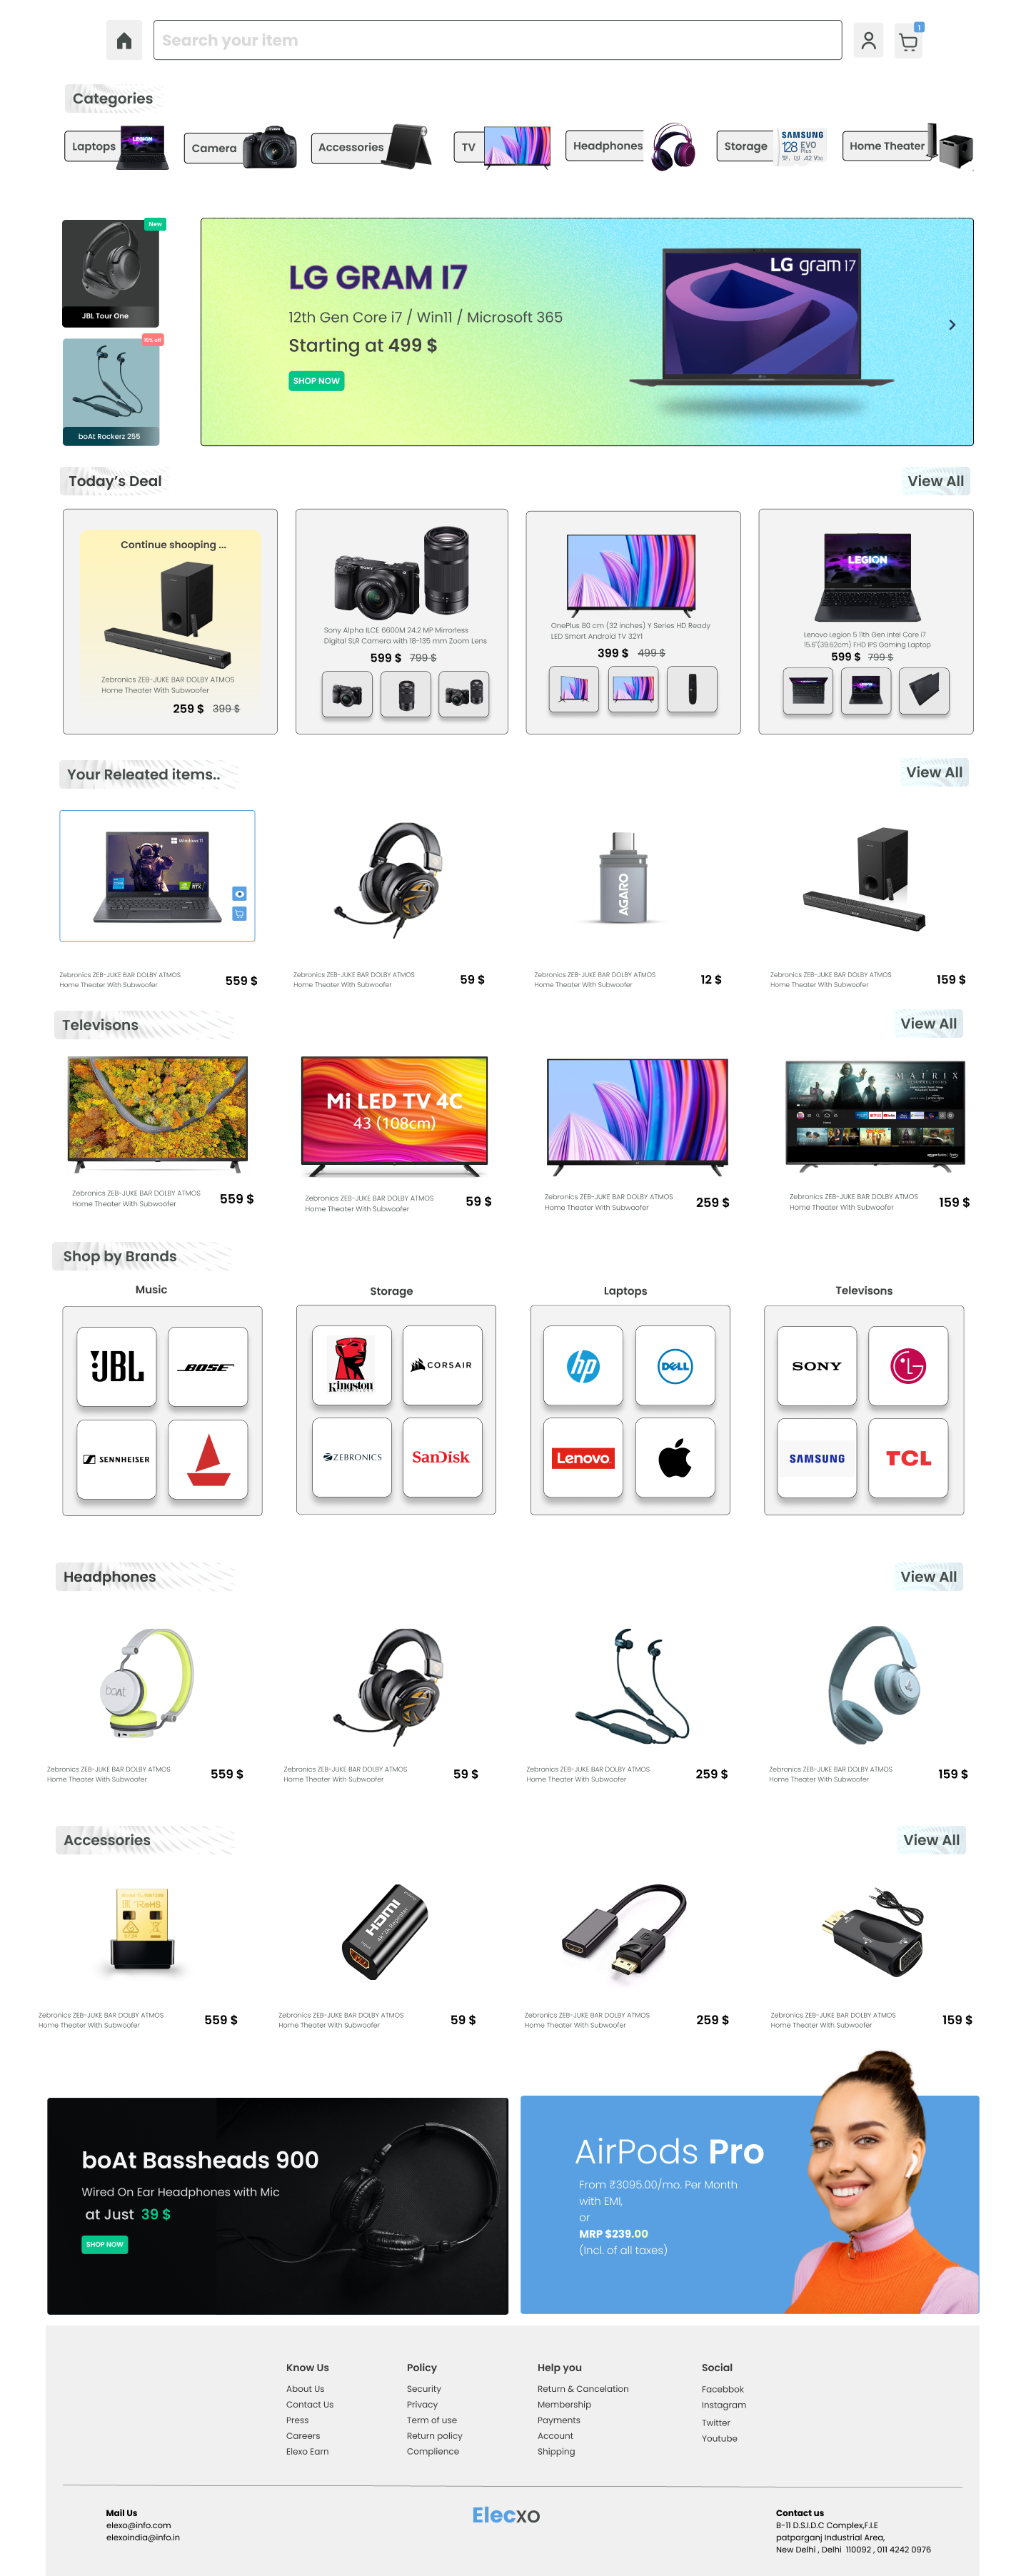 Search your item
1
Categories
Laptops
LEGION
Camera
Accessories
TV
Headphones
Storage
SAMSUNG
128 EVO
Plus
Home Theater
New
JBL Tour One
boAt Rockerz 255
LG GRAM I7
12th Gen Core i7 / Win11 / Microsoft 365
Starting at 499 $
SHOP NOW
LG gram 17
Today's Deal
View All
Continue shooping ...
Zebronics ZEB-JUKE BAR DOLBY ATMOS
Home Theater With Subwoofer
259 $ 399 $
Sony Alpha ILCE 6600M 24.2 MP Mirrorless
Digital SLR Camera with 18-135 mm Zoom Lens
599 $ 799 $
OnePlus 80 cm (32 inches) Y Series HD Ready
LED Smart Android TV 32Y1
399 $ 499 $
LEGION
Lenovo Legion 5 11th Gen Intel Core i7
15.6"(39.62cm) FHD IPS Gaming Laptop
599 $ 799 $
Your Releated items..
View All
Windows 11
AGARO
Zebronics ZEB-JUKE BAR DOLBY ATMOS
Home Theater With Subwoofer
559 $
Zebronics ZEB-JUKE BAR DOLBY ATMOS
Home Theater With Subwoofer
59 $
Zebronics ZEB-JUKE BAR DOLBY ATMOS
Home Theater With Subwoofer
12 $
Zebronics ZEB-JUKE BAR DOLBY ATMOS
Home Theater With Subwoofer
159 $
Televisons
View All
Mi LED TV 4C
43 (108cm)
MATRIX
Zebronics ZEB-JUKE BAR DOLBY ATMOS
Home Theater With Subwoofer
559 $
Zebronics ZEB-JUKE BAR DOLBY ATMOS
Home Theater With Subwoofer
59 $
Zebronics ZEB-JUKE BAR DOLBY ATMOS
Home Theater With Subwoofer
259 $
Zebronics ZEB-JUKE BAR DOLBY ATMOS
Home Theater With Subwoofer
159 $
Shop by Brands
Music
Storage
Laptops
Televisons
JBL
BOSE
Kingston
CORSAIR
hp
DELL
SONY
LG
SENNHEISER
ZEBRONICS
SanDisk
Lenovo
SAMSUNG
TCL
Headphones
View All
boAt
Zebronics ZEB-JUKE BAR DOLBY ATMOS
Home Theater With Subwoofer
559 $
Zebronics ZEB-JUKE BAR DOLBY ATMOS
Home Theater With Subwoofer
59 $
Zebronics ZEB-JUKE BAR DOLBY ATMOS
Home Theater With Subwoofer
259 $
Zebronics ZEB-JUKE BAR DOLBY ATMOS
Home Theater With Subwoofer
159 $
Accessories
View All
HDMI
Zebronics ZEB-JUKE BAR DOLBY ATMOS
Home Theater With Subwoofer
559 $
Zebronics ZEB-JUKE BAR DOLBY ATMOS
Home Theater With Subwoofer
59 $
Zebronics ZEB-JUKE BAR DOLBY ATMOS
Home Theater With Subwoofer
259 $
Zebronics ZEB-JUKE BAR DOLBY ATMOS
Home Theater With Subwoofer
159 $
boAt Bassheads 900
Wired On Ear Headphones with Mic
at Just 39 $
SHOP NOW
AirPods Pro
From ₹3095.00/mo. Per Month
with EMI,
or
MRP $239.00
(Incl. of all taxes)
Know Us
About Us
Contact Us
Press
Careers
Elexo Earn
Policy
Security
Privacy
Term of use
Return policy
Complience
Help you
Return & Cancelation
Membership
Payments
Account
Shipping
Social
Facebbok
Instagram
Twitter
Youtube
Mail Us
elexo@info.com
elexoindia@info.in
Elecxo
Contact us
B-11 D.S.I.D.C Complex,F.I.E
patparganj Industrial Area,
New Delhi , Delhi 110092 , 011 4242 0976